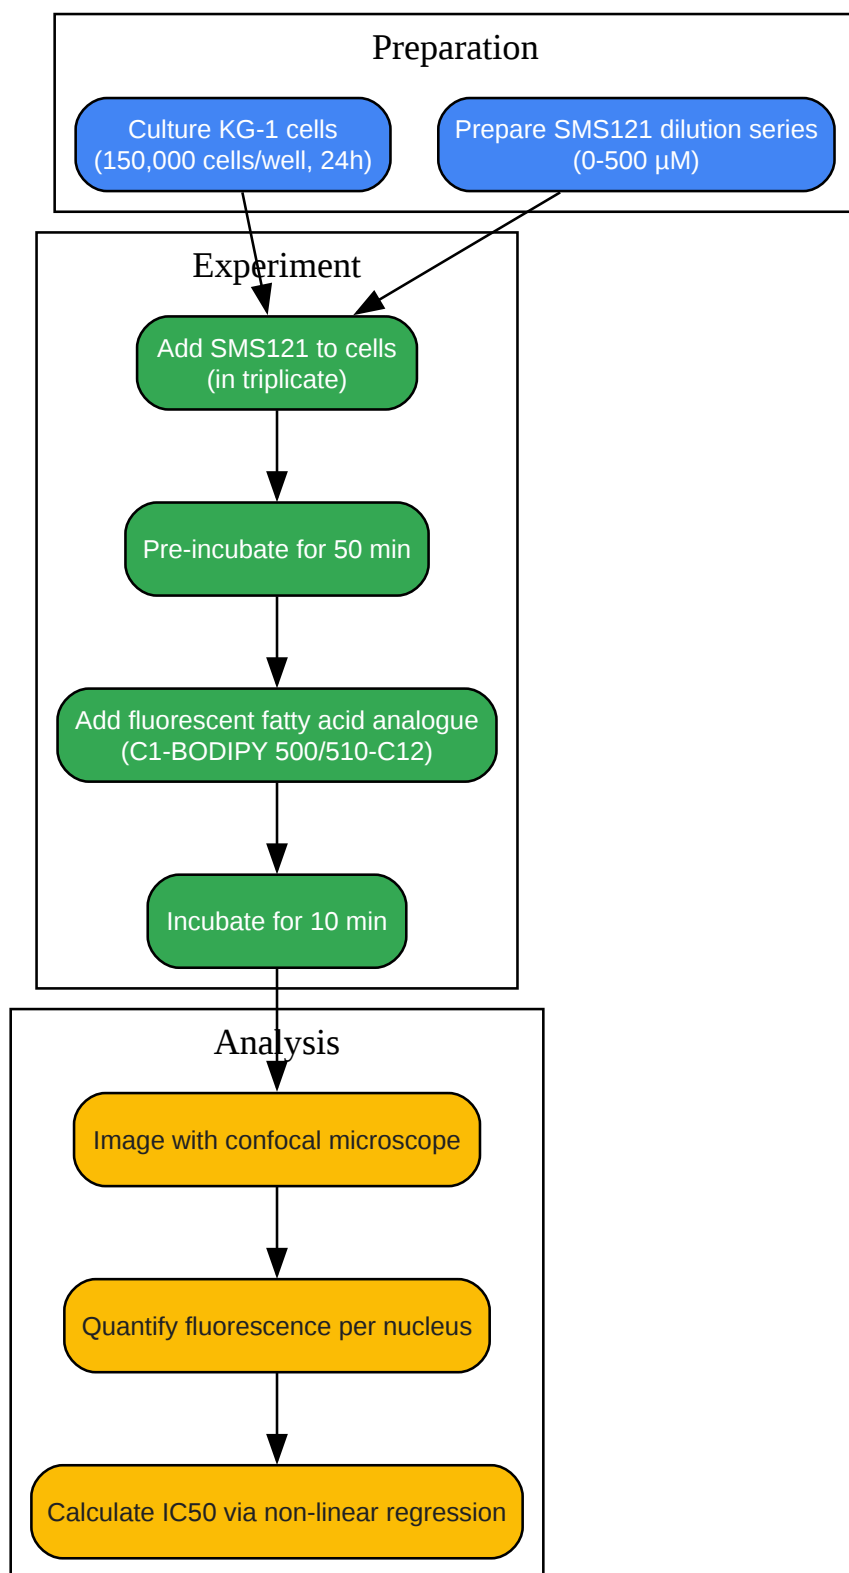 Preparation
Culture KG-1 cells
(150,000 cells/well, 24h)
Prepare SMS121 dilution series
(0-500 µM)
Experiment
Add SMS121 to cells
(in triplicate)
Pre-incubate for 50 min
Add fluorescent fatty acid analogue
(C1-BODIPY 500/510-C12)
Incubate for 10 min
Analysis
Image with confocal microscope
Quantify fluorescence per nucleus
Calculate IC50 via non-linear regression